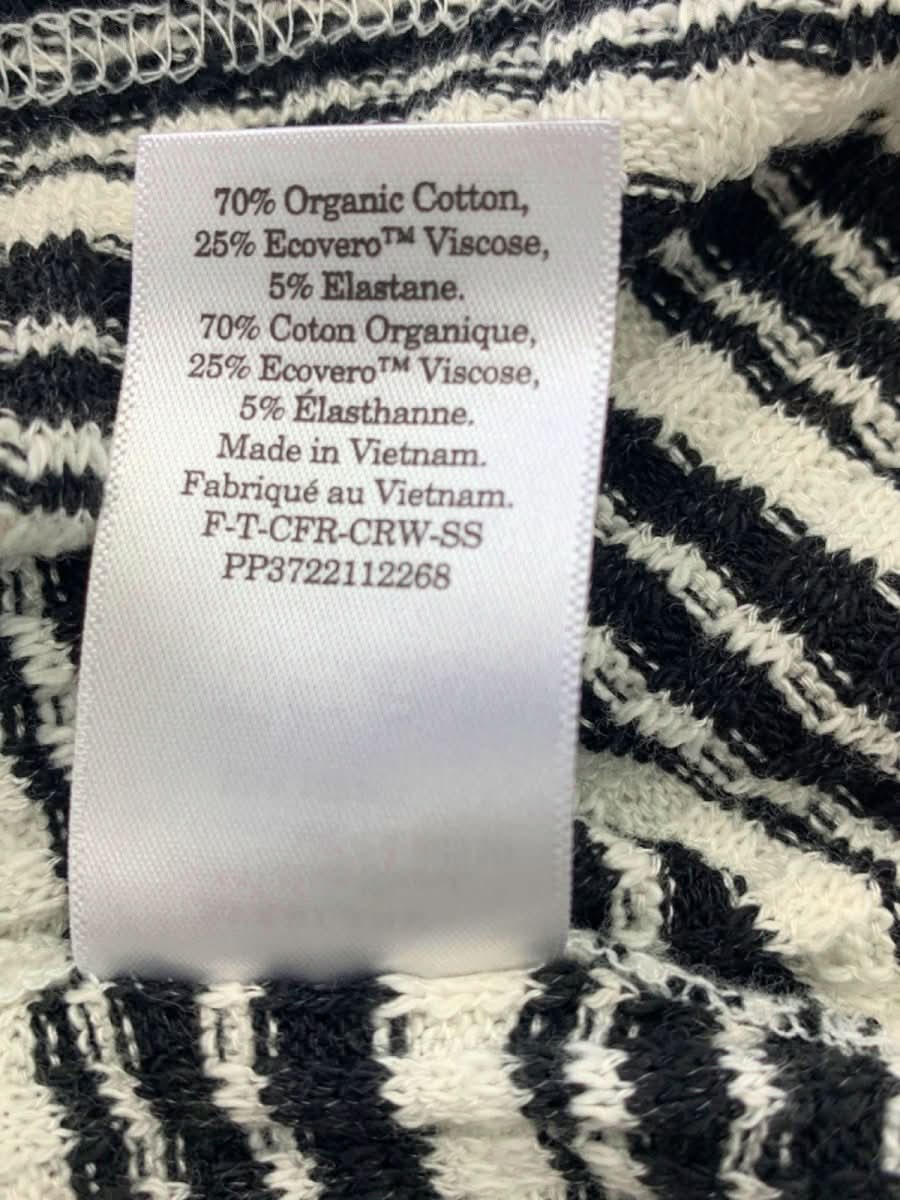 70% Organic Cotton,
25% Ecovero™ Viscose,
5% Elastane.
70% Coton Organique,
25% Ecovero™ Viscose,
5% Élasthanne.
Made in Vietnam.
Fabriqué au Vietnam.
F-T-CFR-CRW-SS
PP3722112268